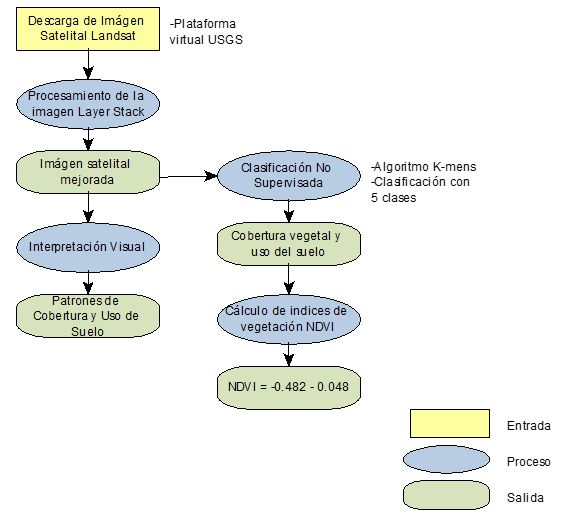 Descarga de Imágen
Satelital Landsat
-Plataforma
virtual USGS
Procesamiento de la
imagen Layer Stack
Imágen satelital
mejorada
Clasificación No
Supervisada
-Algoritmo K-mens
-Clasificación con
5 clases
Interpretación Visual
Cobertura vegetal y
uso del suelo
Patrones de
Cobertura y Uso de
Suelo
Cálculo de indices de
vegetación NDVI
NDVI = -0.482 - 0.048
Entrada
Proceso
Salida